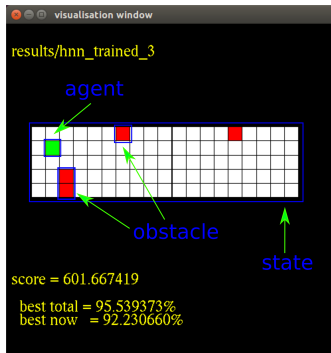 visualisation window
results/hnn_trained_3
agent
obstacle
state
score = 601.667419
best total = 95.539373%
best now = 92.230660%